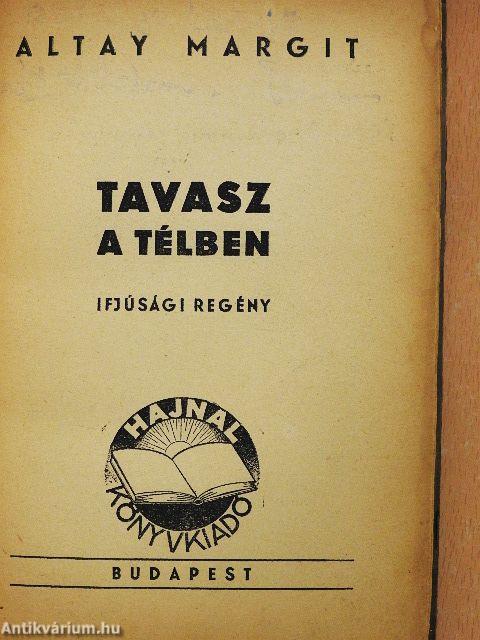 ALTAY MARGIT
TAVASZ
A TÉLBEN
IFJÚSÁGI REGÉNY
HAJNAL
KÖNYVKIADÓ
BUDAPEST
Antikvárium.hu